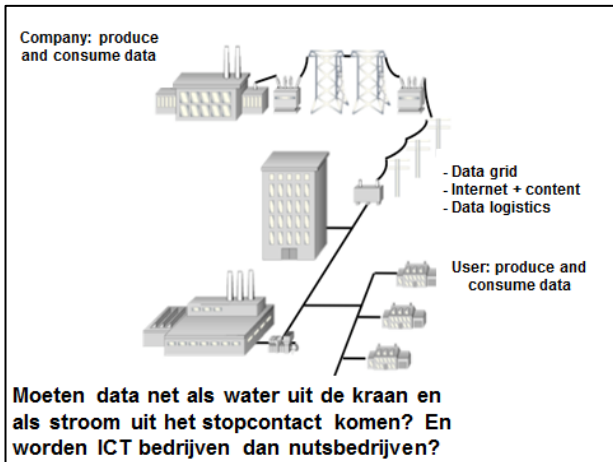 Company: produce
and consume data
- Data grid
- Internet + content
- Data logistics
User: produce and
consume data
Moeten data net als water uit de kraan en
als stroom uit het stopcontact komen? En
worden ICT bedrijven dan nutsbedrijven?